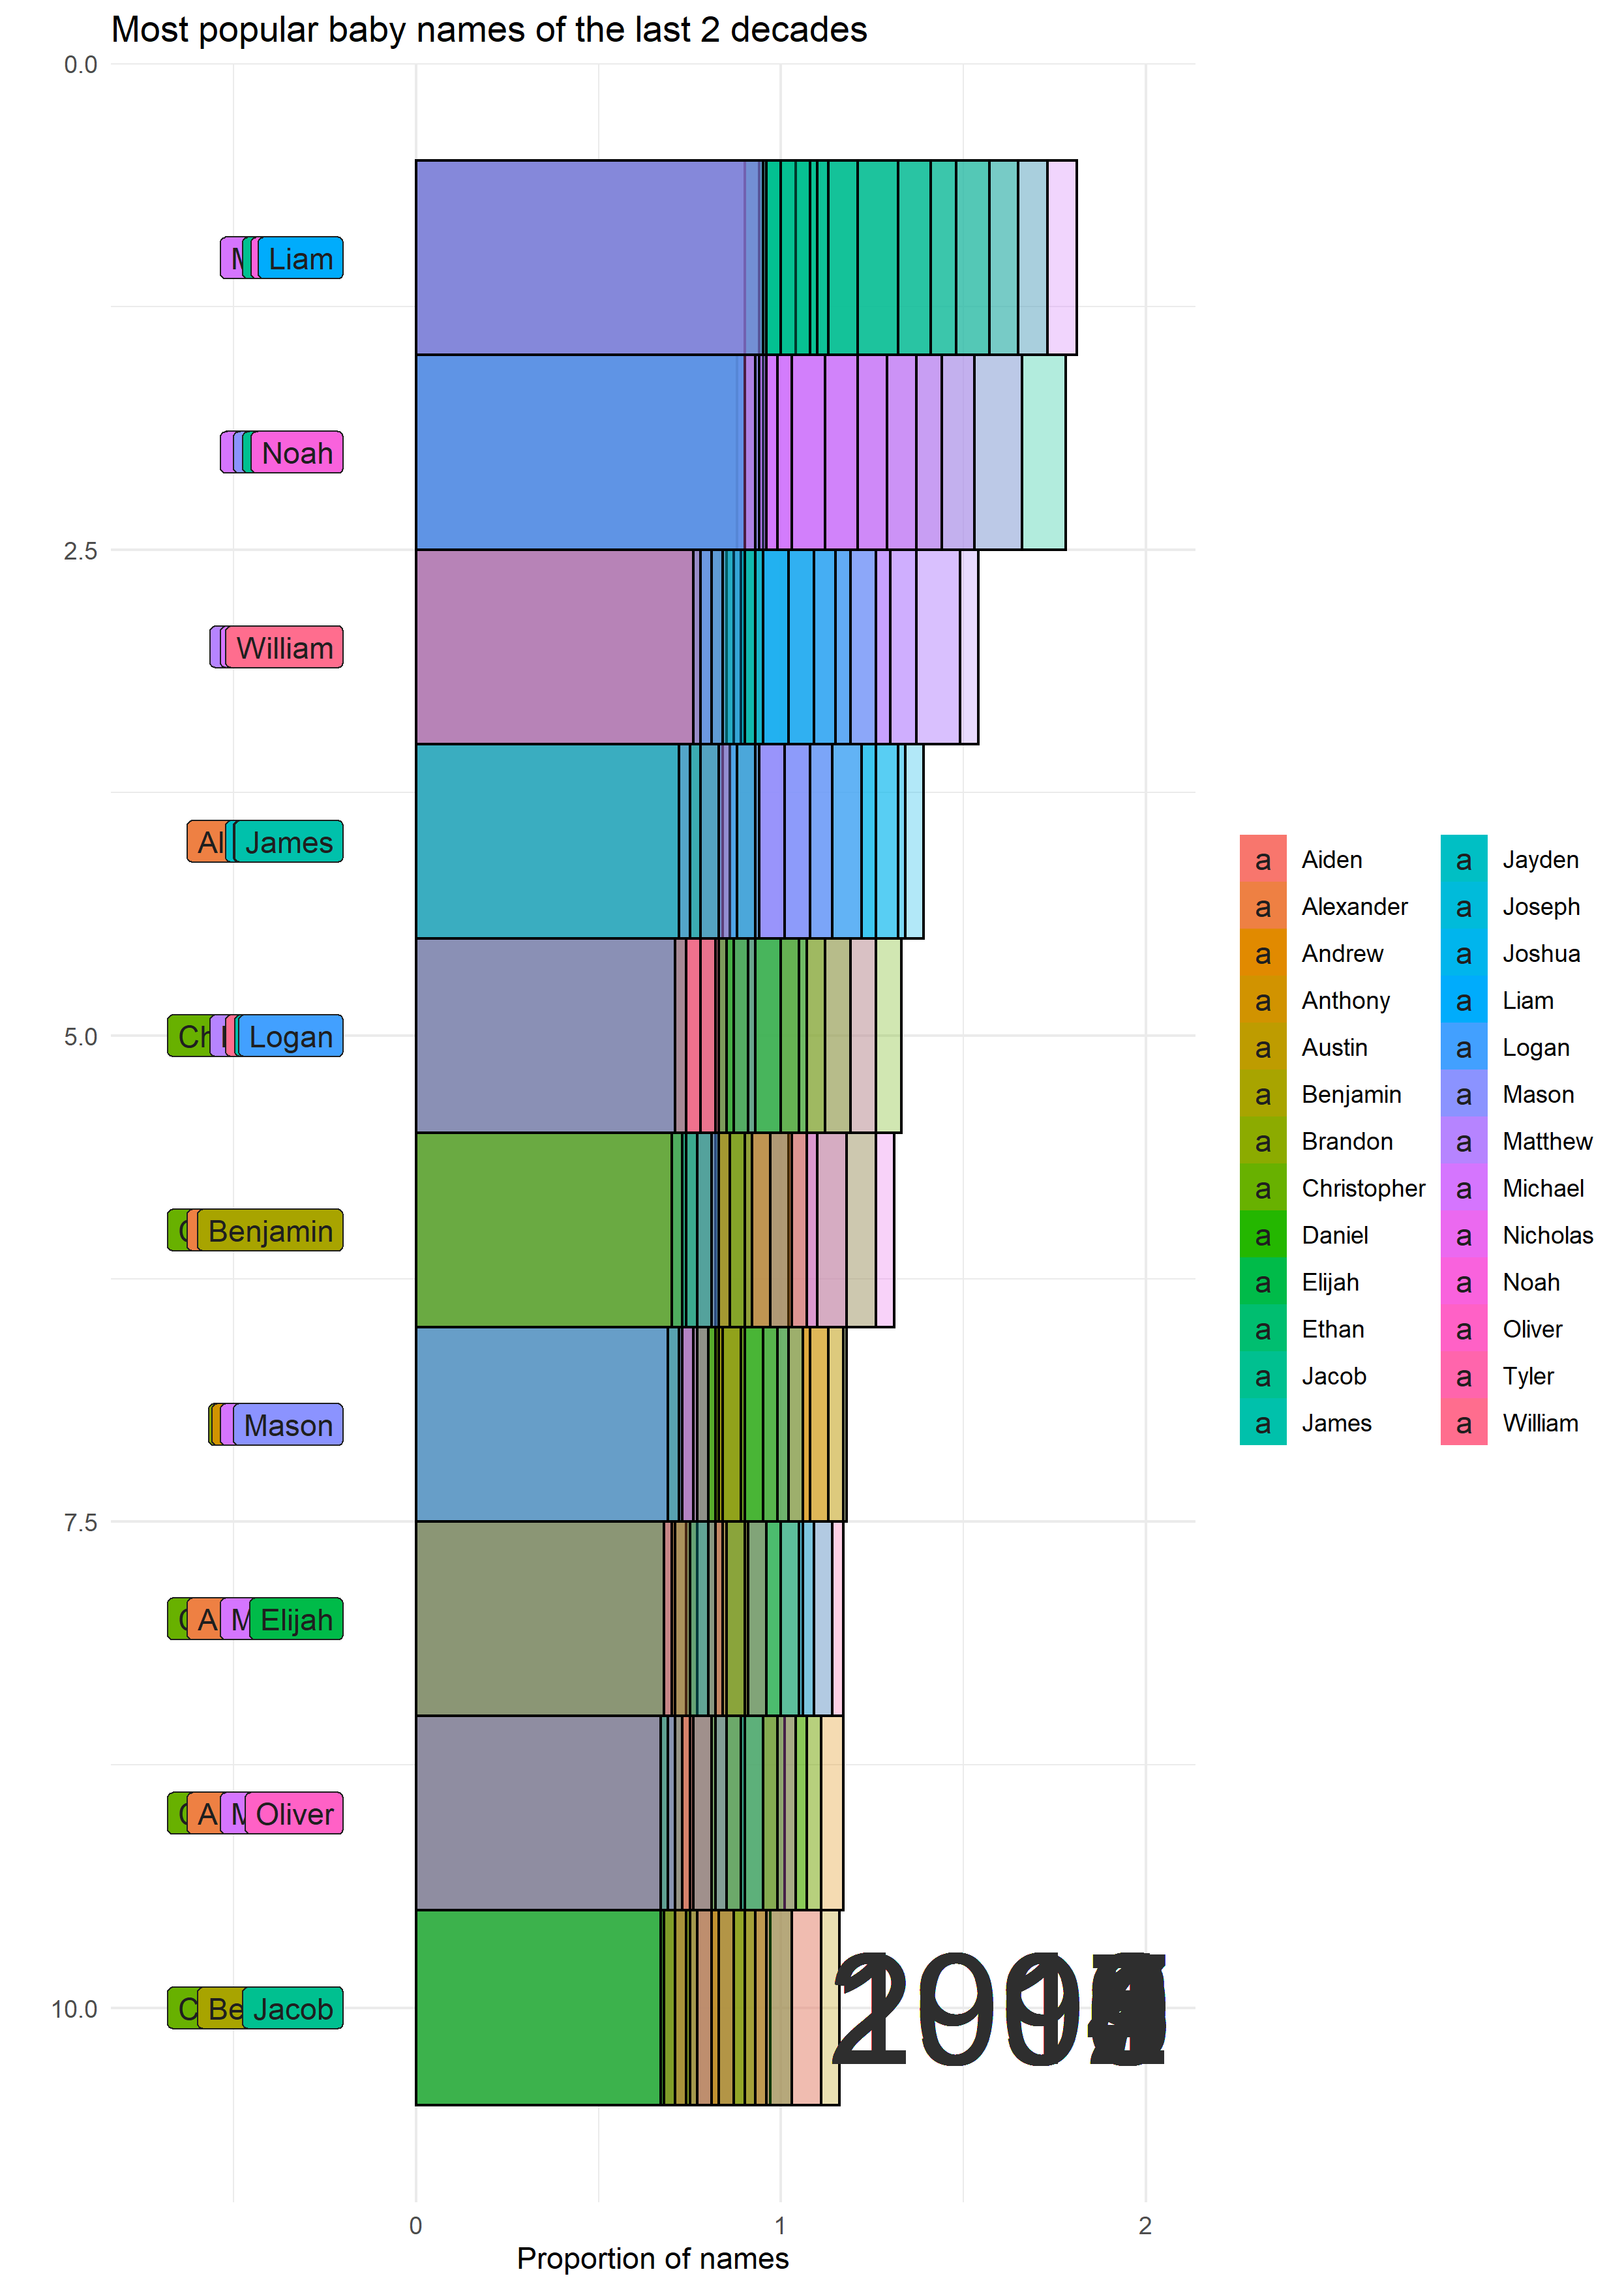 Most popular baby names of the last 2 decades
0.0
Liam
Noah
2.5
William
Al James
5.0
Ch Logan
Benjamin
Mason
7.5
A M Elijah
A M Oliver
10.0
C Be Jacob
0 1 2
Proportion of names
a Aiden
a Alexander
a Andrew
a Anthony
a Austin
a Benjamin
a Brandon
a Christopher
a Daniel
a Elijah
a Ethan
a Jacob
a James
a Jayden
a Joseph
a Joshua
a Liam
a Logan
a Mason
a Matthew
a Michael
a Nicholas
a Noah
a Oliver
a Tyler
a William